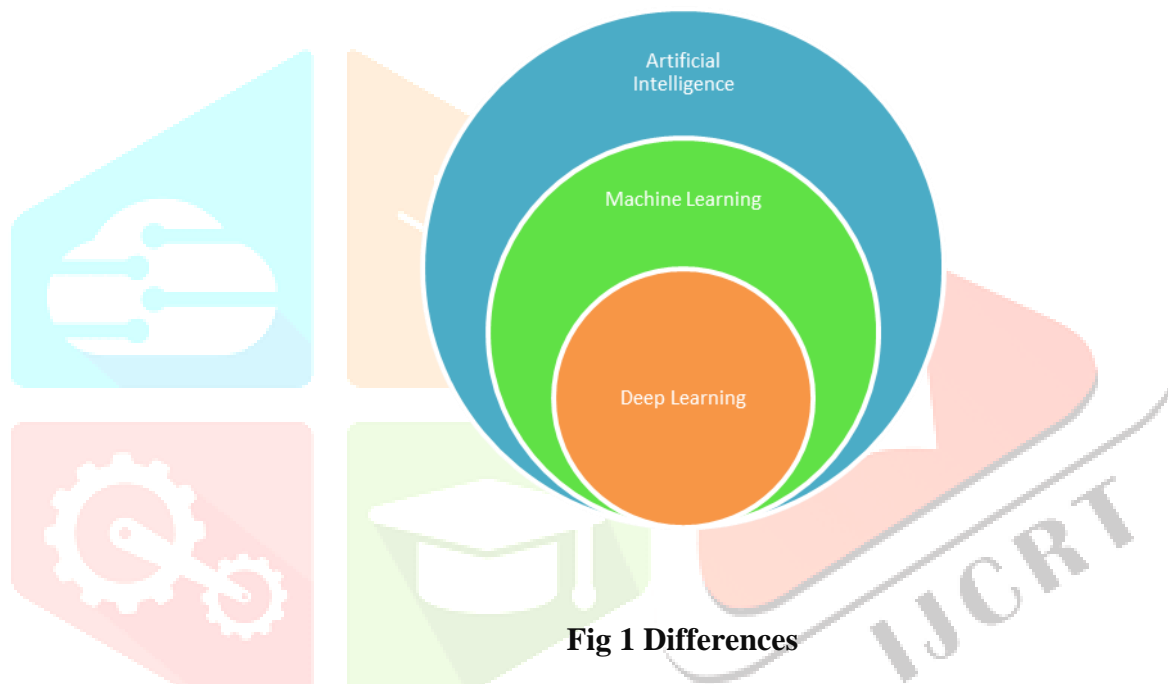 Artificial
Intelligence
Machine Learning
Deep Learning
IJCRT
Fig 1 Differences